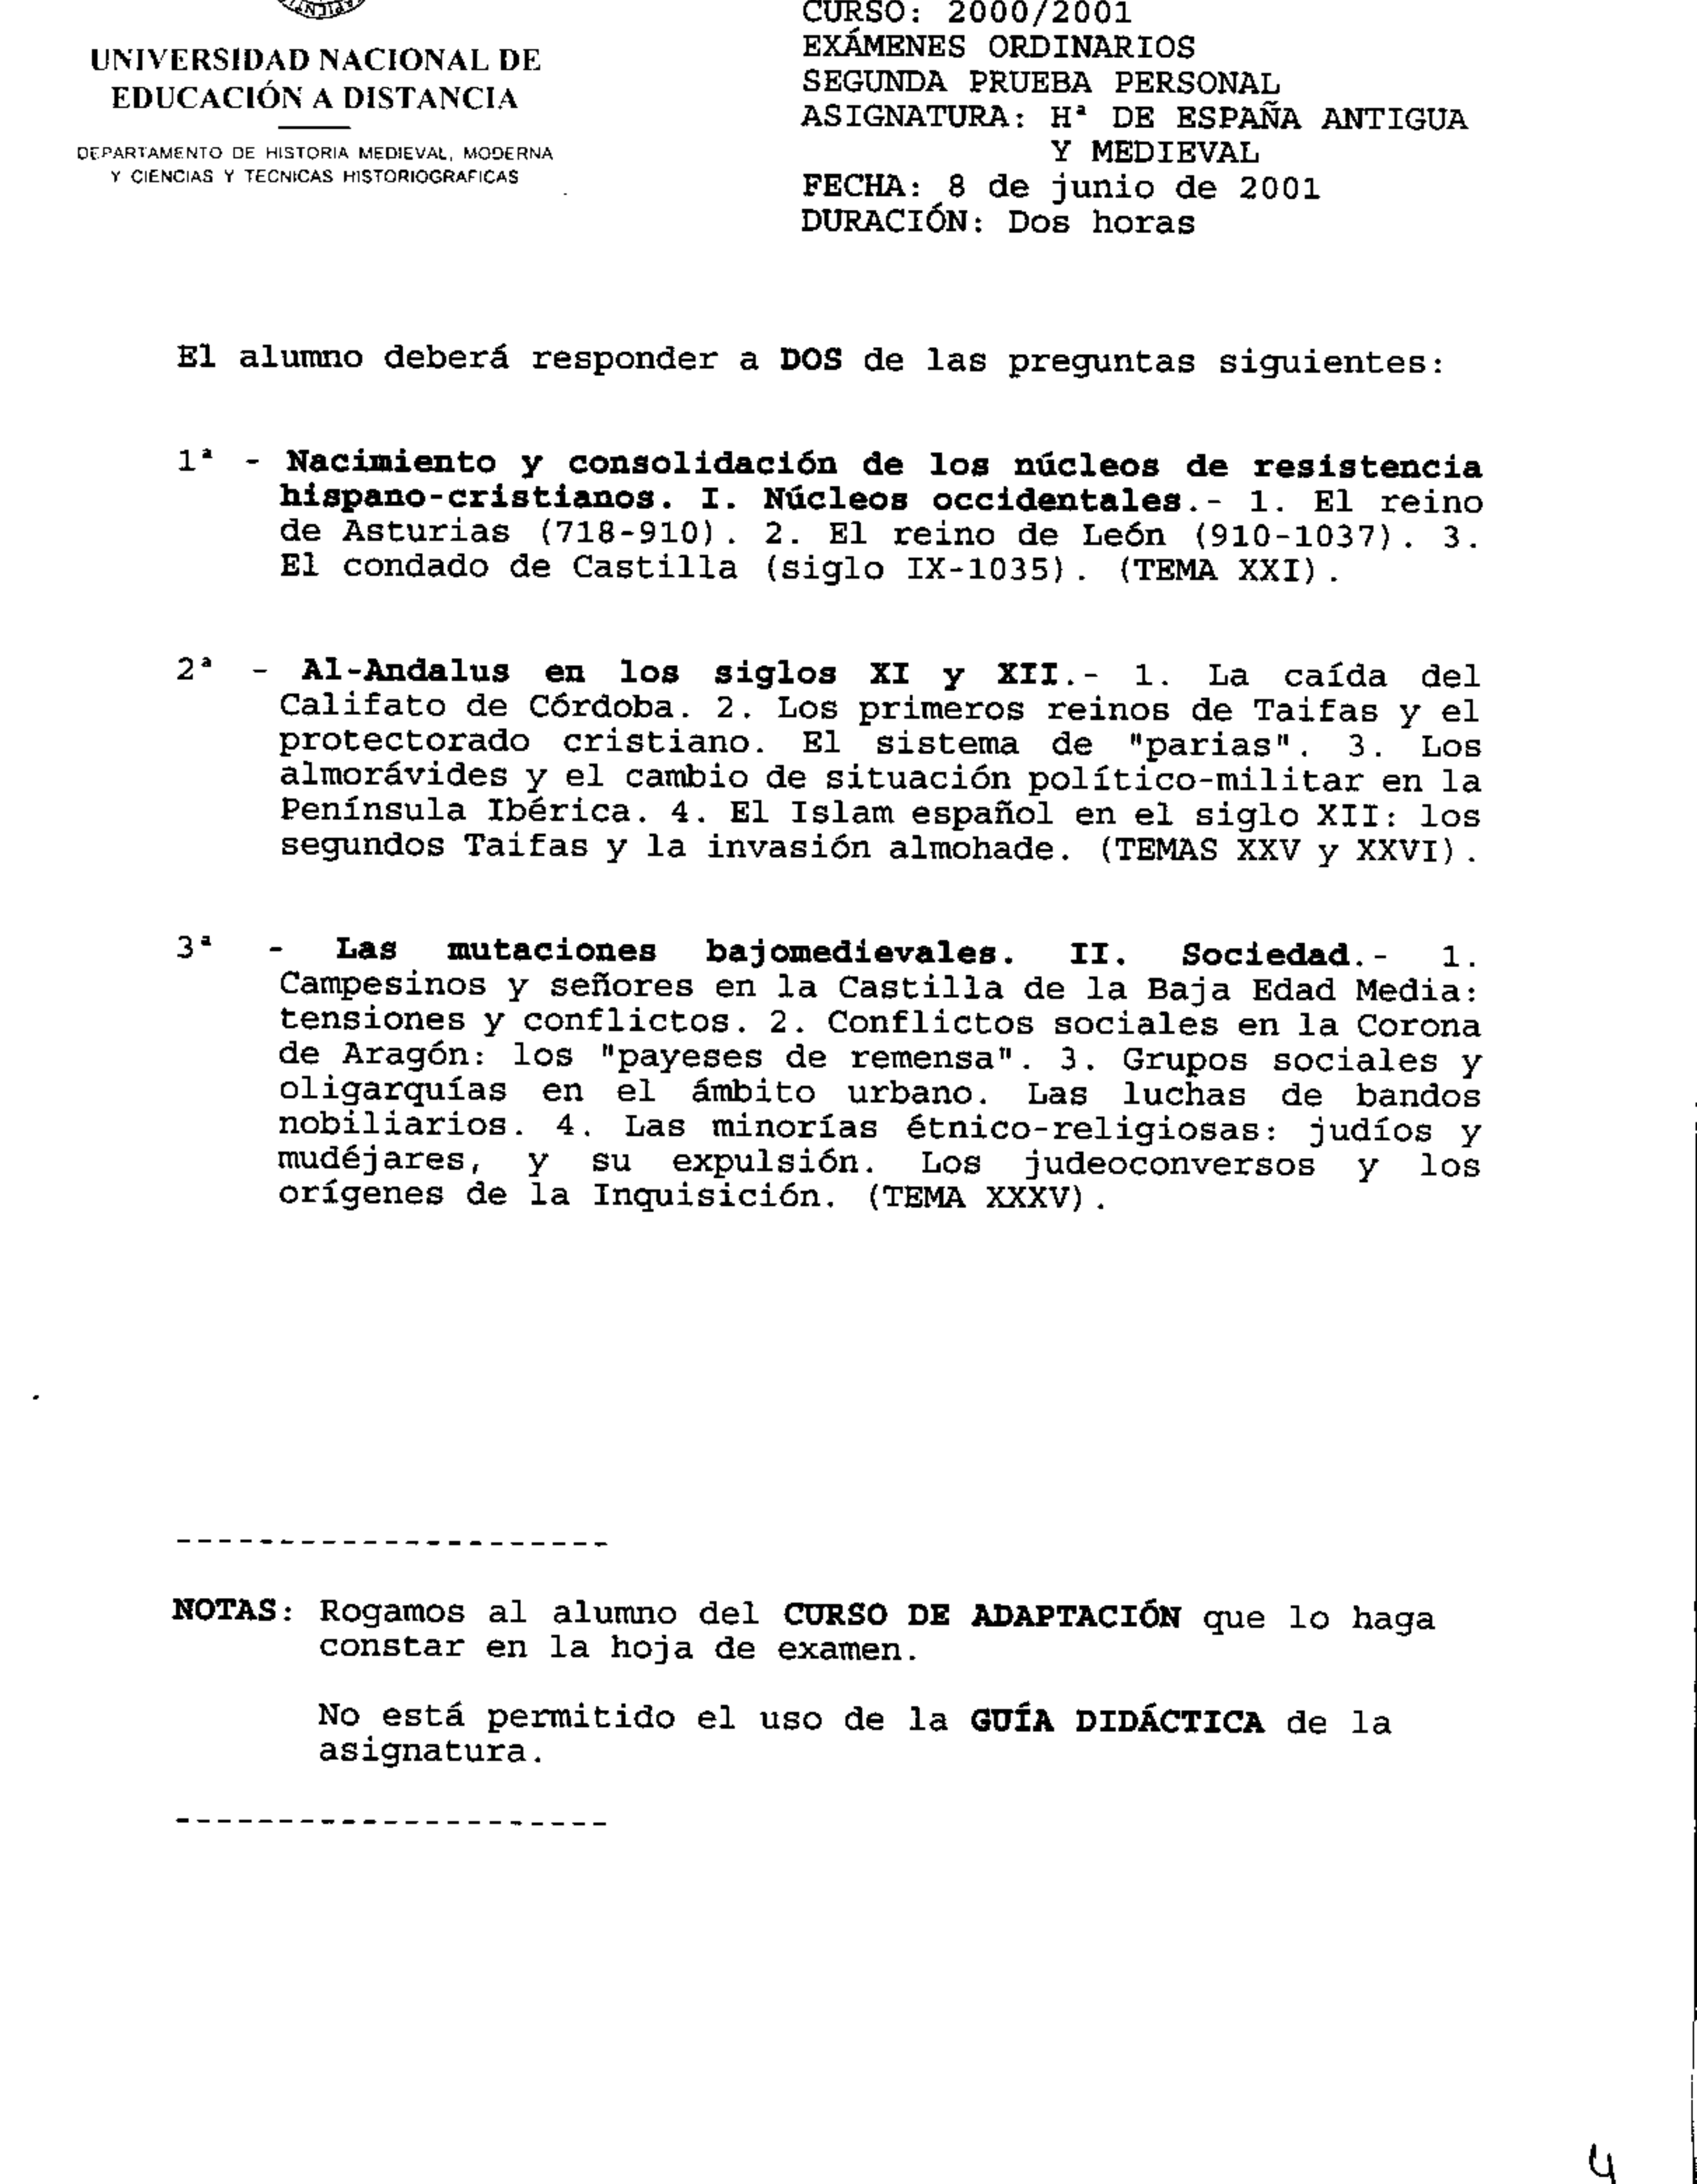 UNIVERSIDAD NACIONAL DE
EDUCACIÓN A DISTANCIA
DEPARTAMENTO DE HISTORIA MEDIEVAL, MODERNA
Y CIENCIAS Y TECNICAS HISTORIOGRAFICAS
CURSO: 2000/2001
EXÁMENES ORDINARIOS
SEGUNDA PRUEBA PERSONAL
ASIGNATURA: Hª DE ESPAÑA ANTIGUA
Y MEDIEVAL
FECHA: 8 de junio de 2001
DURACIÓN: Dos horas
El alumno deberá responder a DOS de las preguntas siguientes:
1ª - Nacimiento y consolidación de los núcleos de resistencia
hispano-cristianos. I. Núcleos occidentales.- 1. El reino
de Asturias (718-910). 2. El reino de León (910-1037). 3.
El condado de Castilla (siglo IX-1035). (TEMA XXI).
2ª - Al-Andalus en los siglos XI y XII.- 1. La caída del
Califato de Córdoba. 2. Los primeros reinos de Taifas y el
protectorado cristiano. El sistema de "parias". 3. Los
almorávides y el cambio de situación político-militar en la
Península Ibérica. 4. El Islam español en el siglo XII: los
segundos Taifas y la invasión almohade. (TEMAS XXV y XXVI).
3ª - Las mutaciones bajomedievales. II. Sociedad.- 1.
Campesinos y señores en la Castilla de la Baja Edad Media:
tensiones y conflictos. 2. Conflictos sociales en la Corona
de Aragón: los "payeses de remensa". 3. Grupos sociales y
oligarquías en el ámbito urbano. Las luchas de bandos
nobiliarios. 4. Las minorías étnico-religiosas: judíos y
mudéjares, y su expulsión. Los judeoconversos y los
orígenes de la Inquisición. (TEMA XXXV).
---------------------
NOTAS: Rogamos al alumno del CURSO DE ADAPTACIÓN que lo haga
constar en la hoja de examen.
No está permitido el uso de la GUÍA DIDÁCTICA de la
asignatura.
---------------------